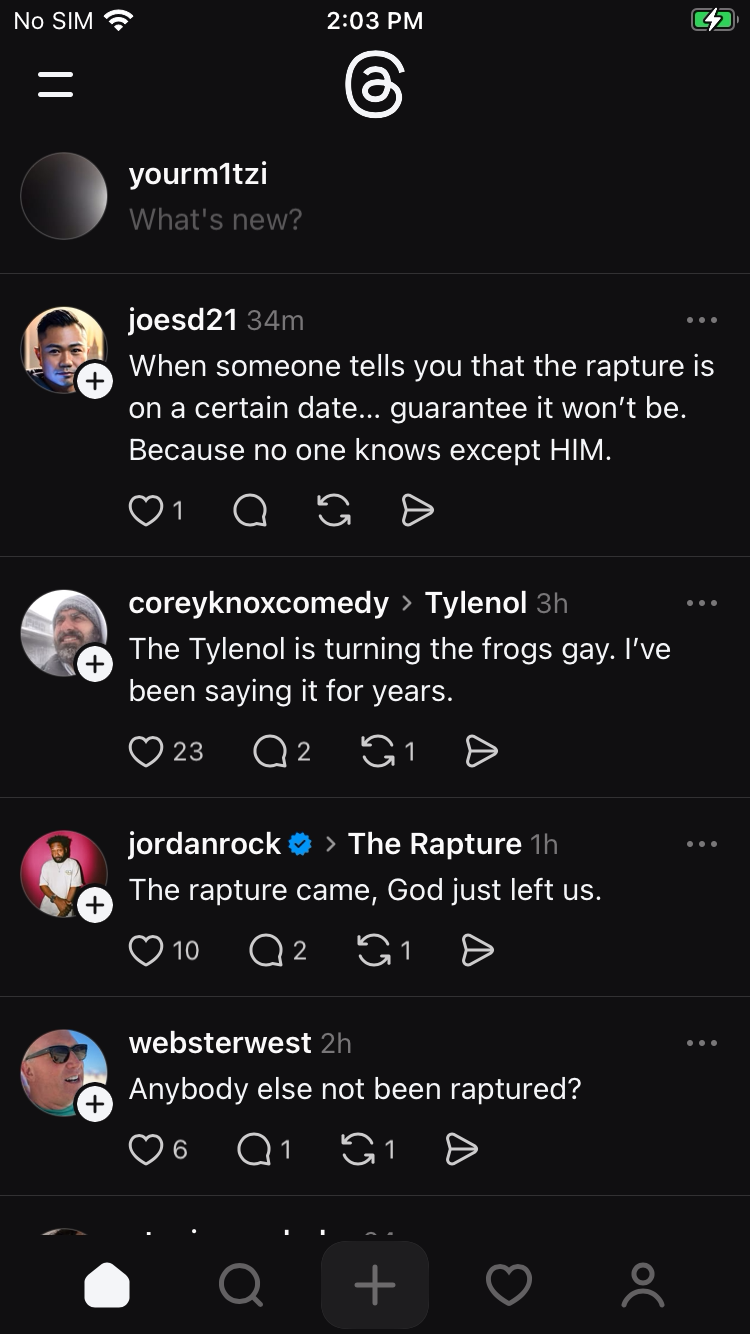 No SIM 2:03 PM
yourm1tzi
What's new?
joesd21 34m
When someone tells you that the rapture is
on a certain date... guarantee it won’t be.
Because no one knows except HIM.
1
coreyknoxcomedy > Tylenol 3h
The Tylenol is turning the frogs gay. I’ve
been saying it for years.
23 2 1
jordanrock > The Rapture 1h
The rapture came, God just left us.
10 2 1
websterwest 2h
Anybody else not been raptured?
6 1 1